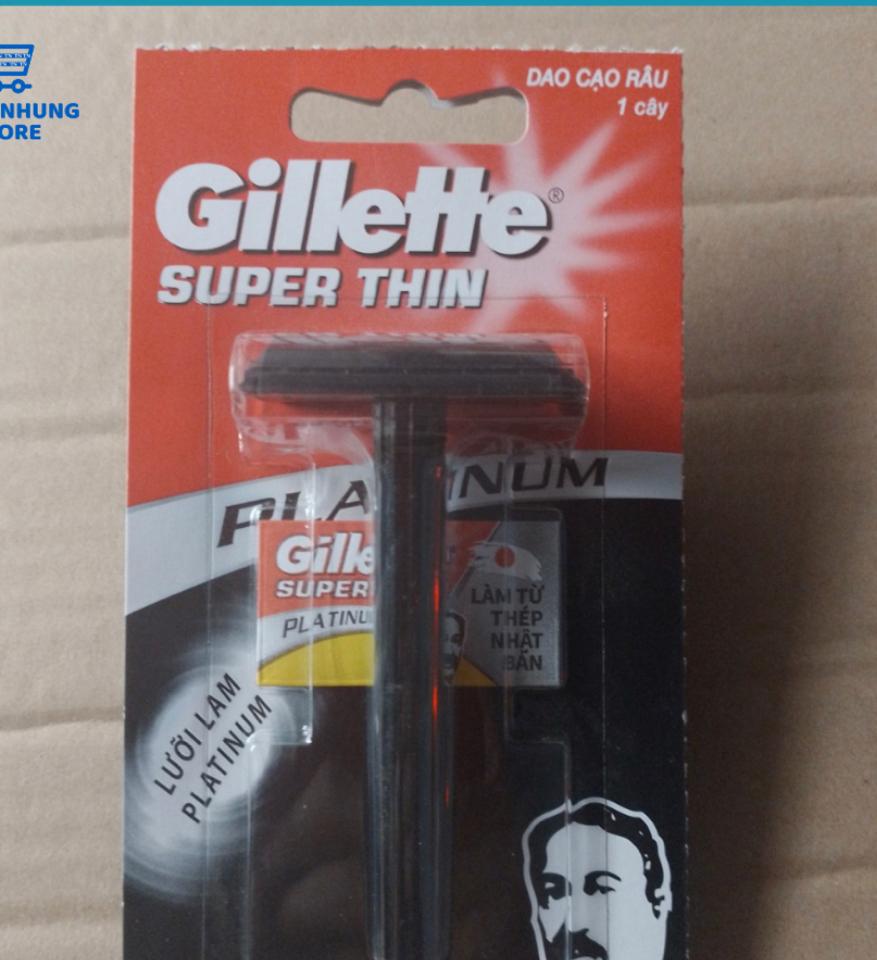 NHUNG
ORE
DAO CẠO RÂU
1 cây
Gillette®
SUPER THIN
PLATINUM
Gille
SUPER
PLATINU
LÀM TỪ
THÉP
NHẬT
BẢN
LƯỠI LAM
PLATINUM